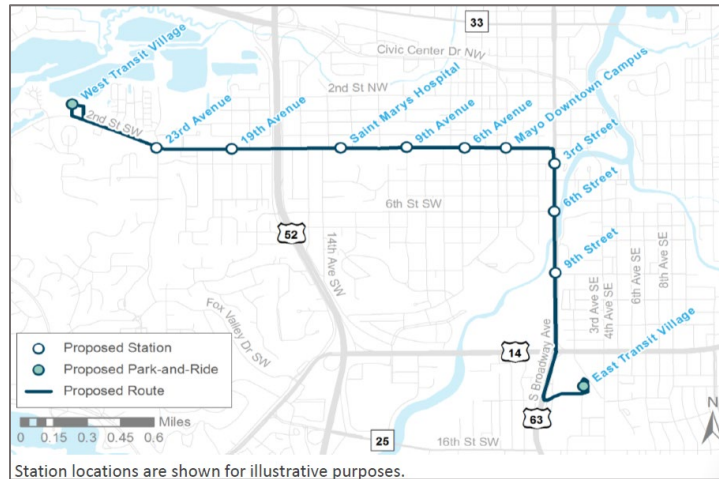 33
Civic Center Dr NW
2nd St NW
West Transit Village
2nd St SW
23rd Avenue
19th Avenue
Saint Marys Hospital
9th Avenue
6th Avenue
Mayo Downtown Campus
3rd Street
6th St SW
6th Street
52
14th Ave SW
9th Street
3rd Ave SE
4th Ave SE
6th Ave SE
8th Ave SE
Fox Valley Dr SW
S Broadway Ave
14
East Transit Village
63
25
16th St SW
N
Proposed Station
Proposed Park-and-Ride
Proposed Route
Miles
0 0.15 0.3 0.45 0.6
Station locations are shown for illustrative purposes.